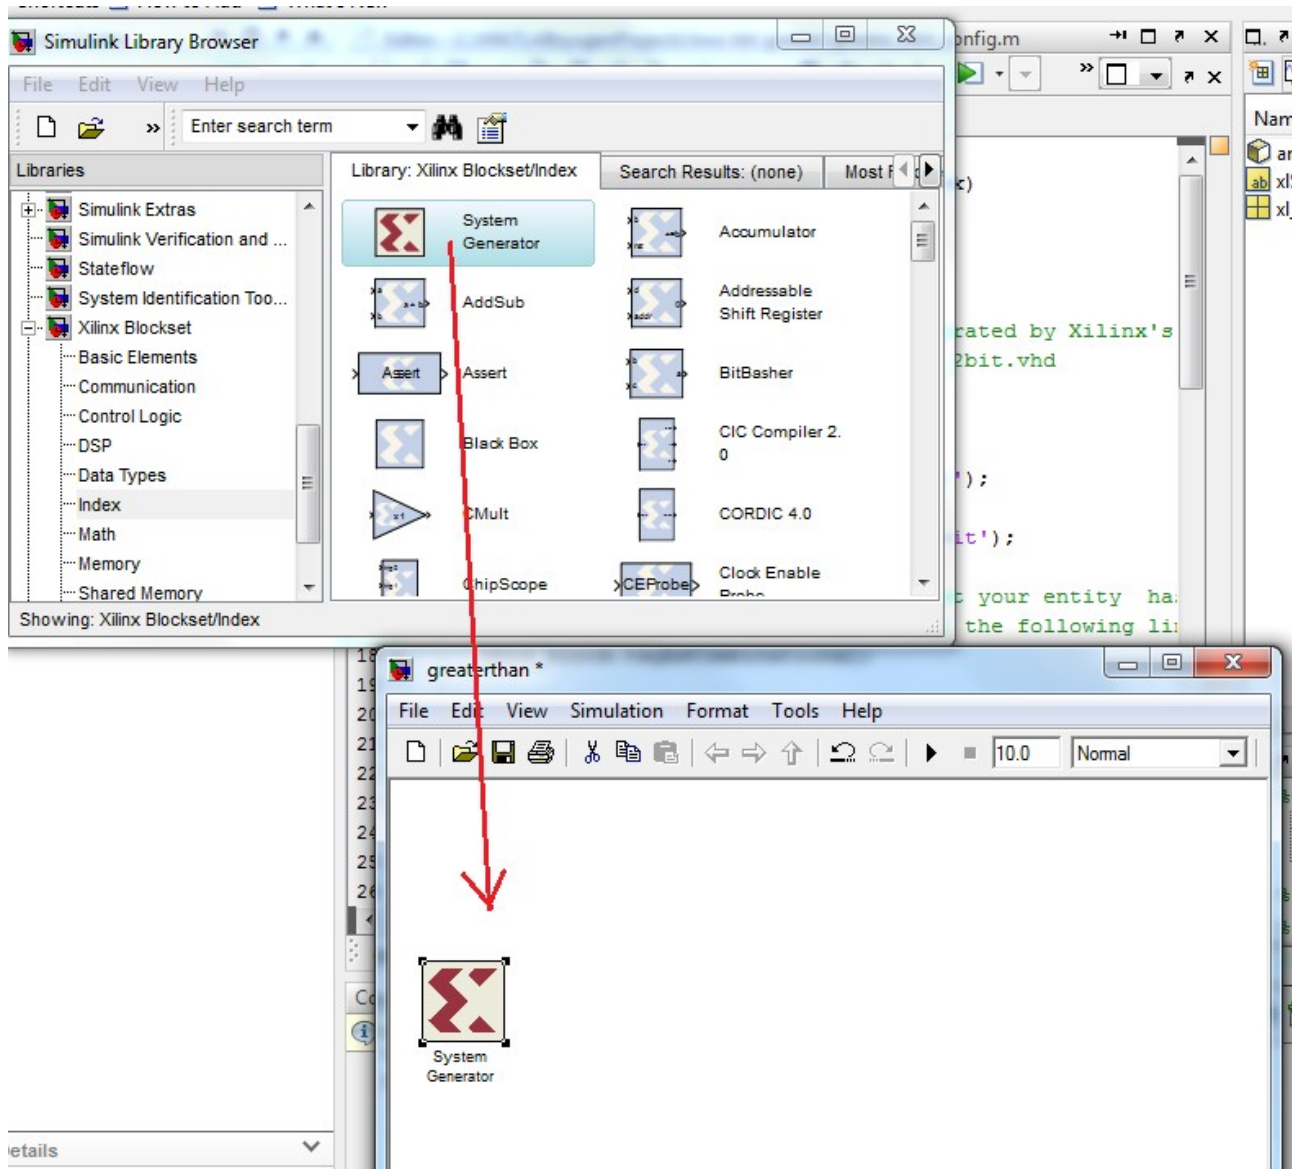 Simulink Library Browser
File Edit View Help
» Enter search term
Libraries
Simulink Extras
Simulink Verification and ...
Stateflow
System Identification Too...
Xilinx Blockset
Basic Elements
Communication
Control Logic
DSP
Data Types
Index
Math
Memory
Shared Memory
Showing: Xilinx Blockset/Index
Library: Xilinx Blockset/Index
Search Results: (none)
Most
System
Generator
Accumulator
AddSub
Addressable
Shift Register
Assert
Assert
BitBasher
Black Box
CIC Compiler 2.
0
CMult
CORDIC 4.0
ChipScope
CEProbe
Clock Enable
Probe
onfig.m
»
Nam
k)
rated by Xilinx's
2bit.vhd
');
it');
t your entity ha
the following li
18
19
20
21
22
23
24
25
26
greaterthan *
File Edit View Simulation Format Tools Help
10.0 Normal
System
Generator
etails